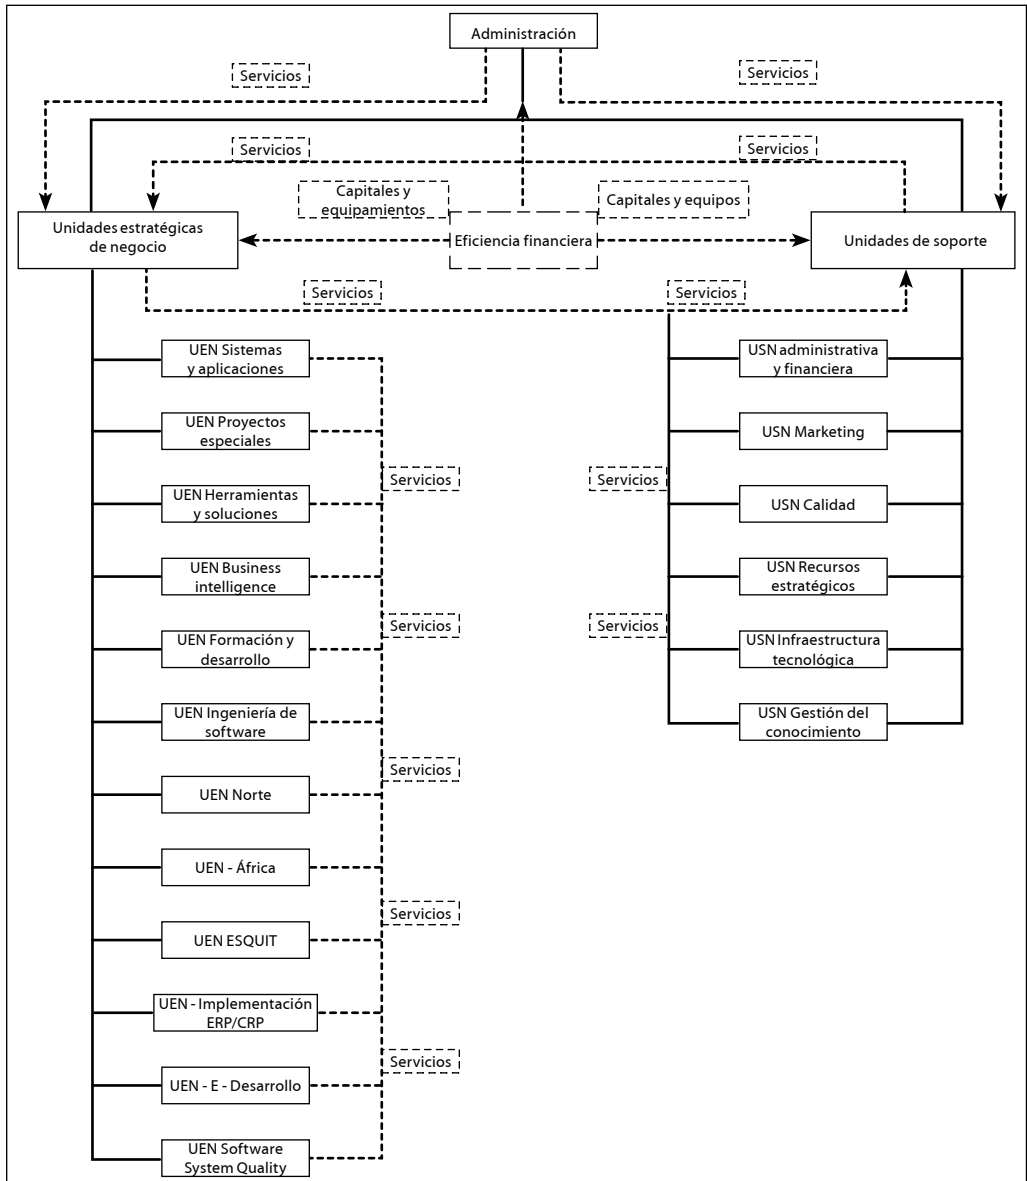 Administración
Servicios
Servicios
Servicios
Servicios
Capitales y
equipamientos
Capitales y equipos
Unidades estratégicas
de negocio
Eficiencia financiera
Unidades de soporte
Servicios
Servicios
UEN Sistemas
y aplicaciones
USN administrativa
y financiera
UEN Proyectos
especiales
USN Marketing
Servicios
Servicios
UEN Herramientas
y soluciones
USN Calidad
UEN Business
intelligence
USN Recursos
estratégicos
Servicios
Servicios
UEN Formación y
desarrollo
USN Infraestructura
tecnológica
UEN Ingeniería de
software
USN Gestión del
conocimiento
Servicios
UEN Norte
UEN - África
Servicios
UEN ESQUIT
UEN - Implementación
ERP/CRP
Servicios
UEN - E - Desarrollo
UEN Software
System Quality